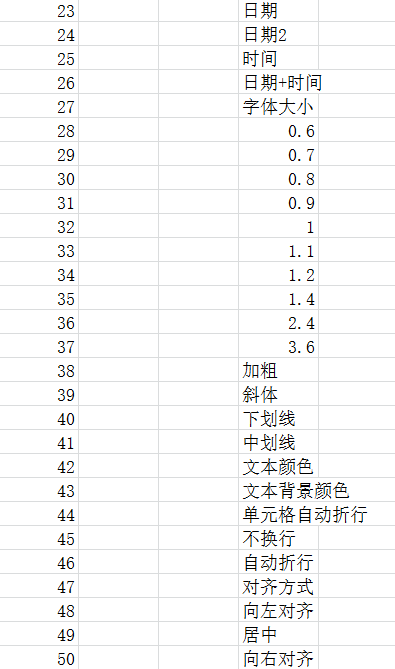 23 日期
24 日期2
25 时间
26 日期+时间
27 字体大小
28 0.6
29 0.7
30 0.8
31 0.9
32 1
33 1.1
34 1.2
35 1.4
36 2.4
37 3.6
38 加粗
39 斜体
40 下划线
41 中划线
42 文本颜色
43 文本背景颜色
44 单元格自动折行
45 不换行
46 自动折行
47 对齐方式
48 向左对齐
49 居中
50 向右对齐